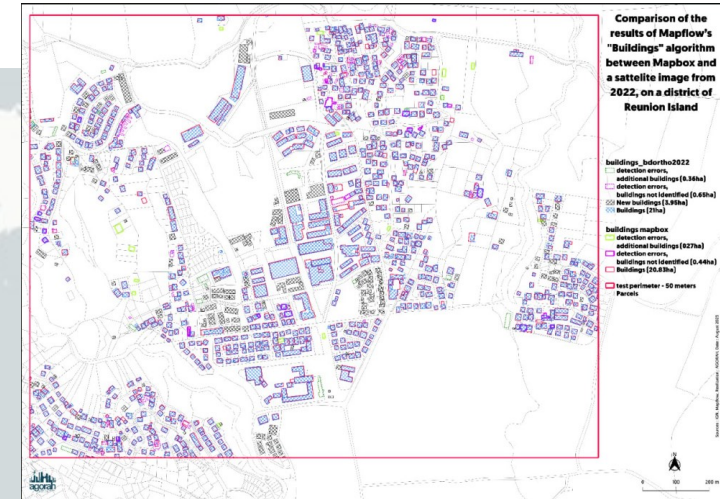 Comparison of the
results of Mapflow's
"Buildings" algorithm
between Mapbox and
a sattelite image from
2022, on a district of
Reunion Island
buildings_bdortho2022
detection errors,
additional buildings (0.36ha)
detection errors,
buildings not identified (0.65ha)
New buildings (3.95ha)
Buildings (21ha)
buildings mapbox
detection errors,
additional buildings (027ha)
detection errors,
buildings not identified (0.44ha)
Buildings (20.83ha)
test perimeter - 50 meters
Parcels
N
0 100 200 m
agorah